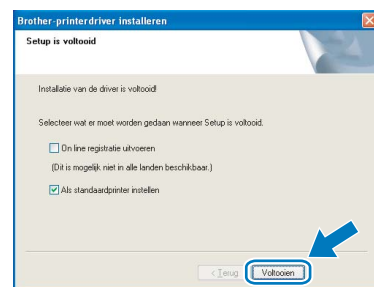 Brother-printerdriver installeren
Setup is voltooid
Installatie van de driver is voltooid!
Selecteer wat er moet worden gedaan wanneer Setup is voltooid.
On line registratie uitvoeren
(Dit is mogelijk niet in alle landen beschikbaar.)
Als standaardprinter instellen
< Terug
Voltooien